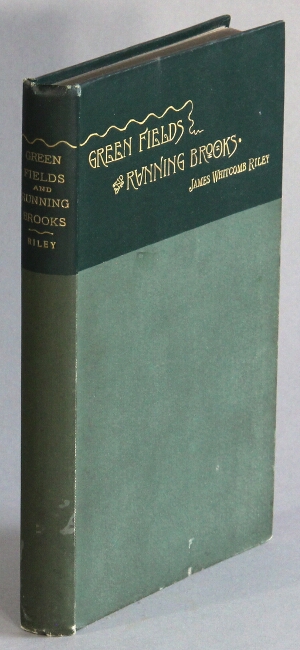 GREEN
FIELDS
AND
RUNNING
BROOKS
RILEY
GREEN FIELDS
AND RUNNING BROOKS.
JAMES WHITCOMB RILEY